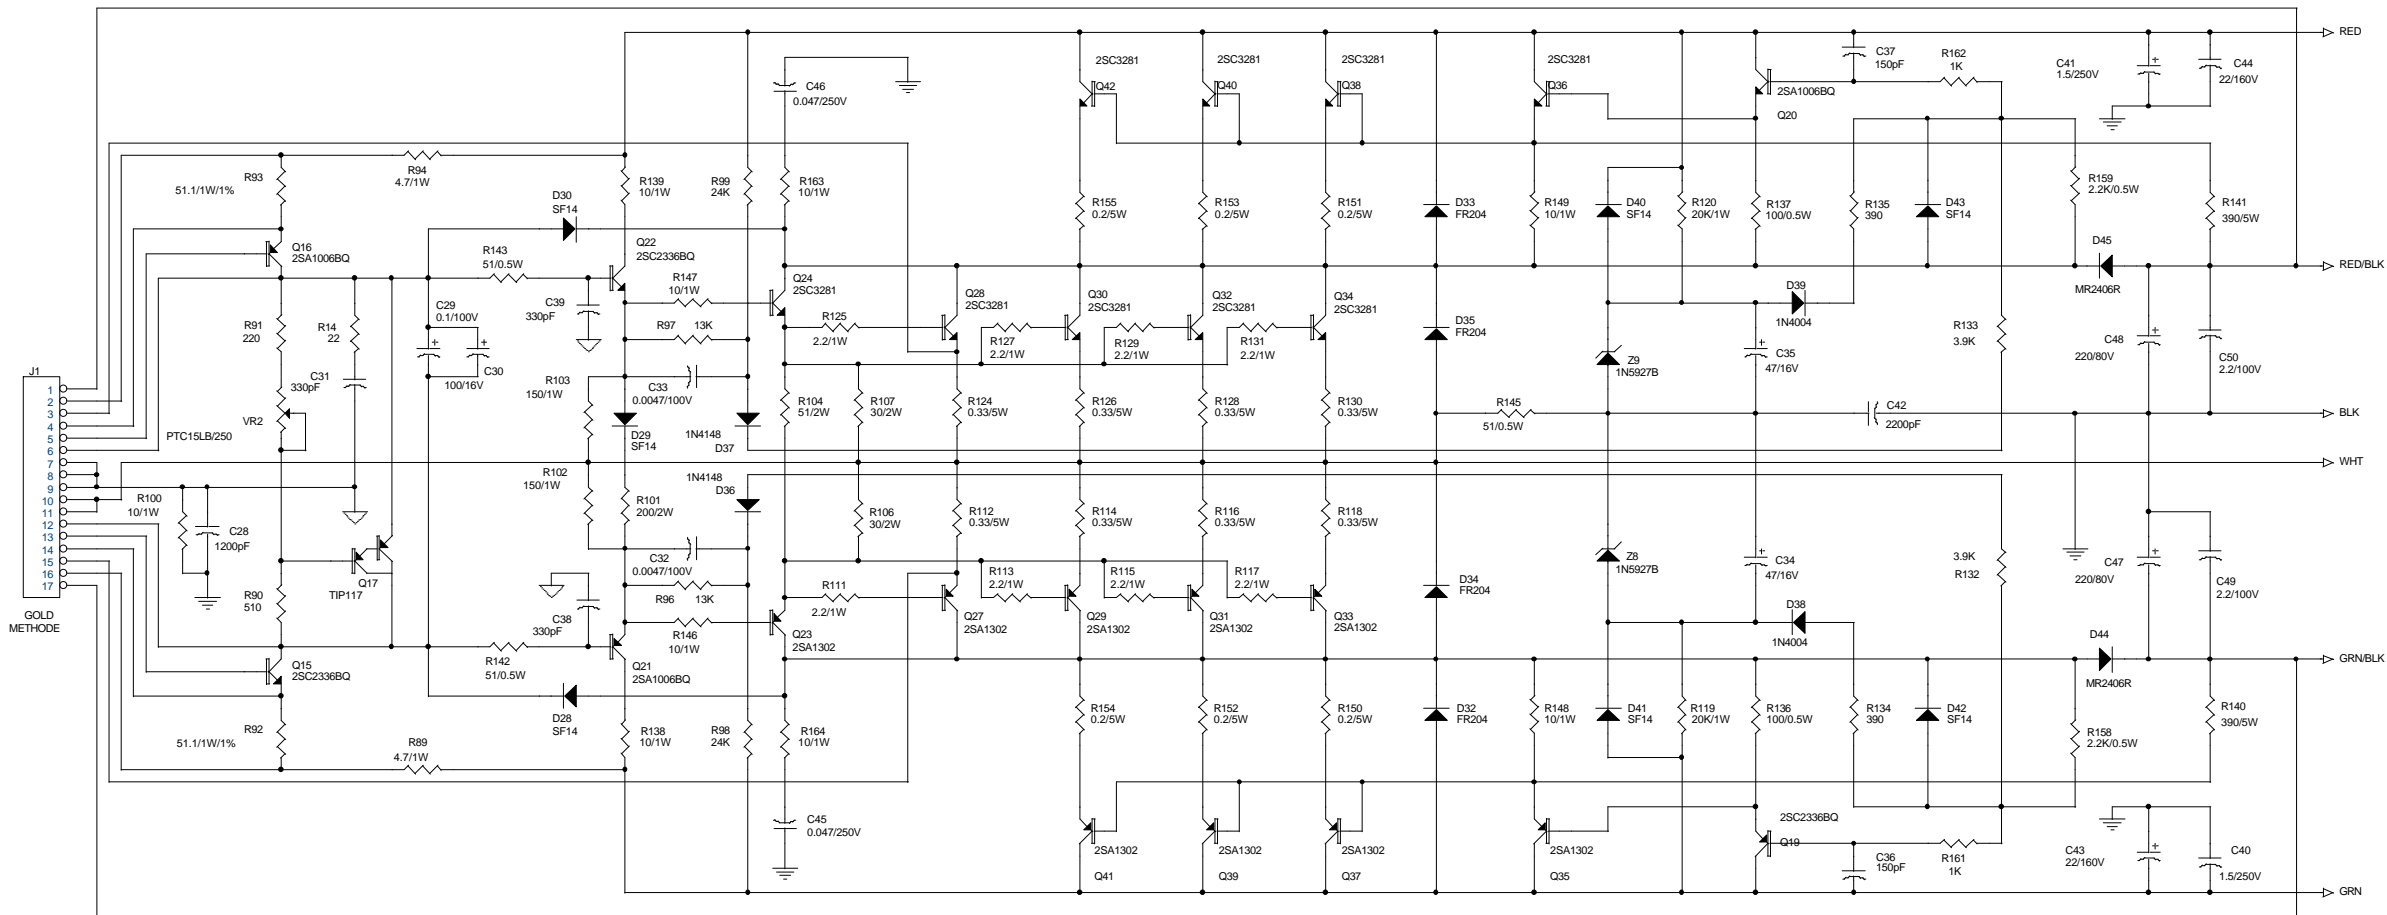 RED
2SC3281
2SC3281
2SC3281
2SC3281
C37
150pF
R162
1K
C41
1.5/250V
+
C44
22/160V
C46
0.047/250V
Q42
Q40
Q38
Q36
2SA1006BQ
Q20
R94
4.7/1W
R93
51.1/1W/1%
R139
10/1W
R99
24K
R163
10/1W
D30
SF14
R155
0.2/5W
R153
0.2/5W
R151
0.2/5W
D33
FR204
R149
10/1W
D40
SF14
R120
20K/1W
R137
100/0.5W
R135
390
D43
SF14
R159
2.2K/0.5W
R141
390/5W
Q16
2SA1006BQ
R143
51/0.5W
Q22
2SC2336BQ
D45
MR2406R
RED/BLK
R147
10/1W
Q24
2SC3281
Q28
2SC3281
Q30
2SC3281
Q32
2SC3281
Q34
2SC3281
D39
1N4004
C29
0.1/100V
+
+
C39
330pF
R91
220
R14
22
R97
13K
R125
2.2/1W
R127
2.2/1W
R129
2.2/1W
R131
2.2/1W
D35
FR204
R133
3.9K
+
C48
220/80V
C50
2.2/100V
Z9
1N5927B
+
C35
47/16V
J1
C31
330pF
C30
100/16V
R103
150/1W
C33
0.0047/100V
R104
51/2W
R107
30/2W
R124
0.33/5W
R126
0.33/5W
R128
0.33/5W
R130
0.33/5W
R145
51/0.5W
C42
2200pF
BLK
1
2
3
4
5
6
7
8
9
10
11
12
13
14
15
16
17
VR2
PTC15LB/250
D29
SF14
1N4148
D37
WHT
R102
150/1W
1N4148
D36
R100
10/1W
R101
200/2W
C28
1200pF
R106
30/2W
R112
0.33/5W
R114
0.33/5W
R116
0.33/5W
R118
0.33/5W
C32
0.0047/100V
Z8
1N5927B
+
C34
47/16V
3.9K
R132
C47
+
220/80V
C49
2.2/100V
Q17
TIP117
R90
510
C38
330pF
R96
13K
R111
2.2/1W
R113
2.2/1W
R115
2.2/1W
R117
2.2/1W
D34
FR204
GOLD
METHODE
Q27
2SA1302
Q29
2SA1302
Q31
2SA1302
Q33
2SA1302
D38
1N4004
R146
10/1W
Q23
2SA1302
Q15
2SC2336BQ
R142
51/0.5W
Q21
2SA1006BQ
D44
MR2406R
GRN/BLK
D28
SF14
R92
51.1/1W/1%
R89
4.7/1W
R138
10/1W
R98
24K
R164
10/1W
R154
0.2/5W
R152
0.2/5W
R150
0.2/5W
D32
FR204
R148
10/1W
D41
SF14
R119
20K/1W
R136
100/0.5W
R134
390
D42
SF14
R158
2.2K/0.5W
R140
390/5W
C45
0.047/250V
2SC2336BQ
Q19
2SA1302
2SA1302
2SA1302
2SA1302
Q41
Q39
Q37
Q35
C36
150pF
R161
1K
C43
22/160V
+
C40
1.5/250V
GRN